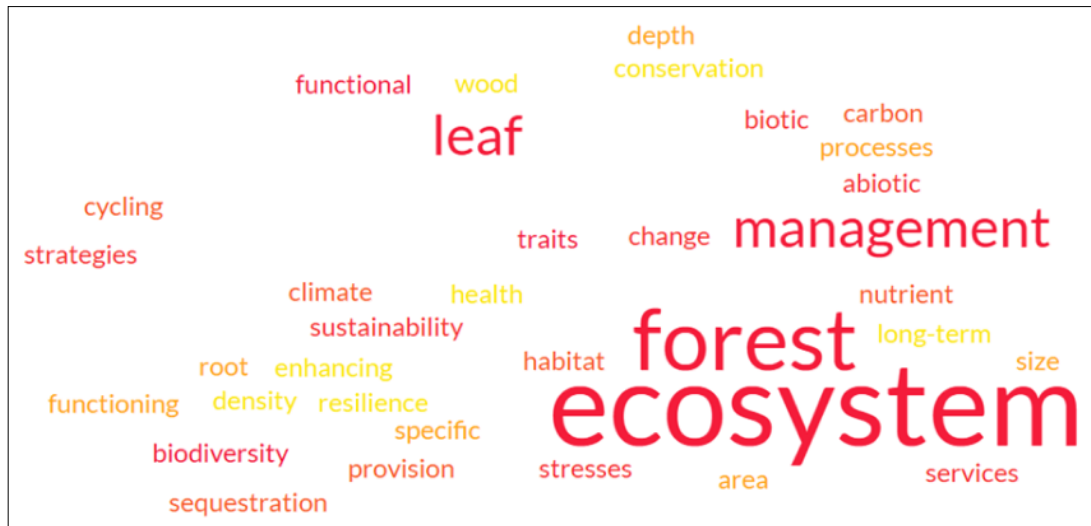 depth
conservation
functional
wood
leaf
biotic
carbon
processes
abiotic
cycling
strategies
traits
change
management
climate
health
nutrient
sustainability
forest
long-term
root
enhancing
habitat
size
functioning
density
resilience
ecosystem
specific
biodiversity
provision
stresses
area
services
sequestration